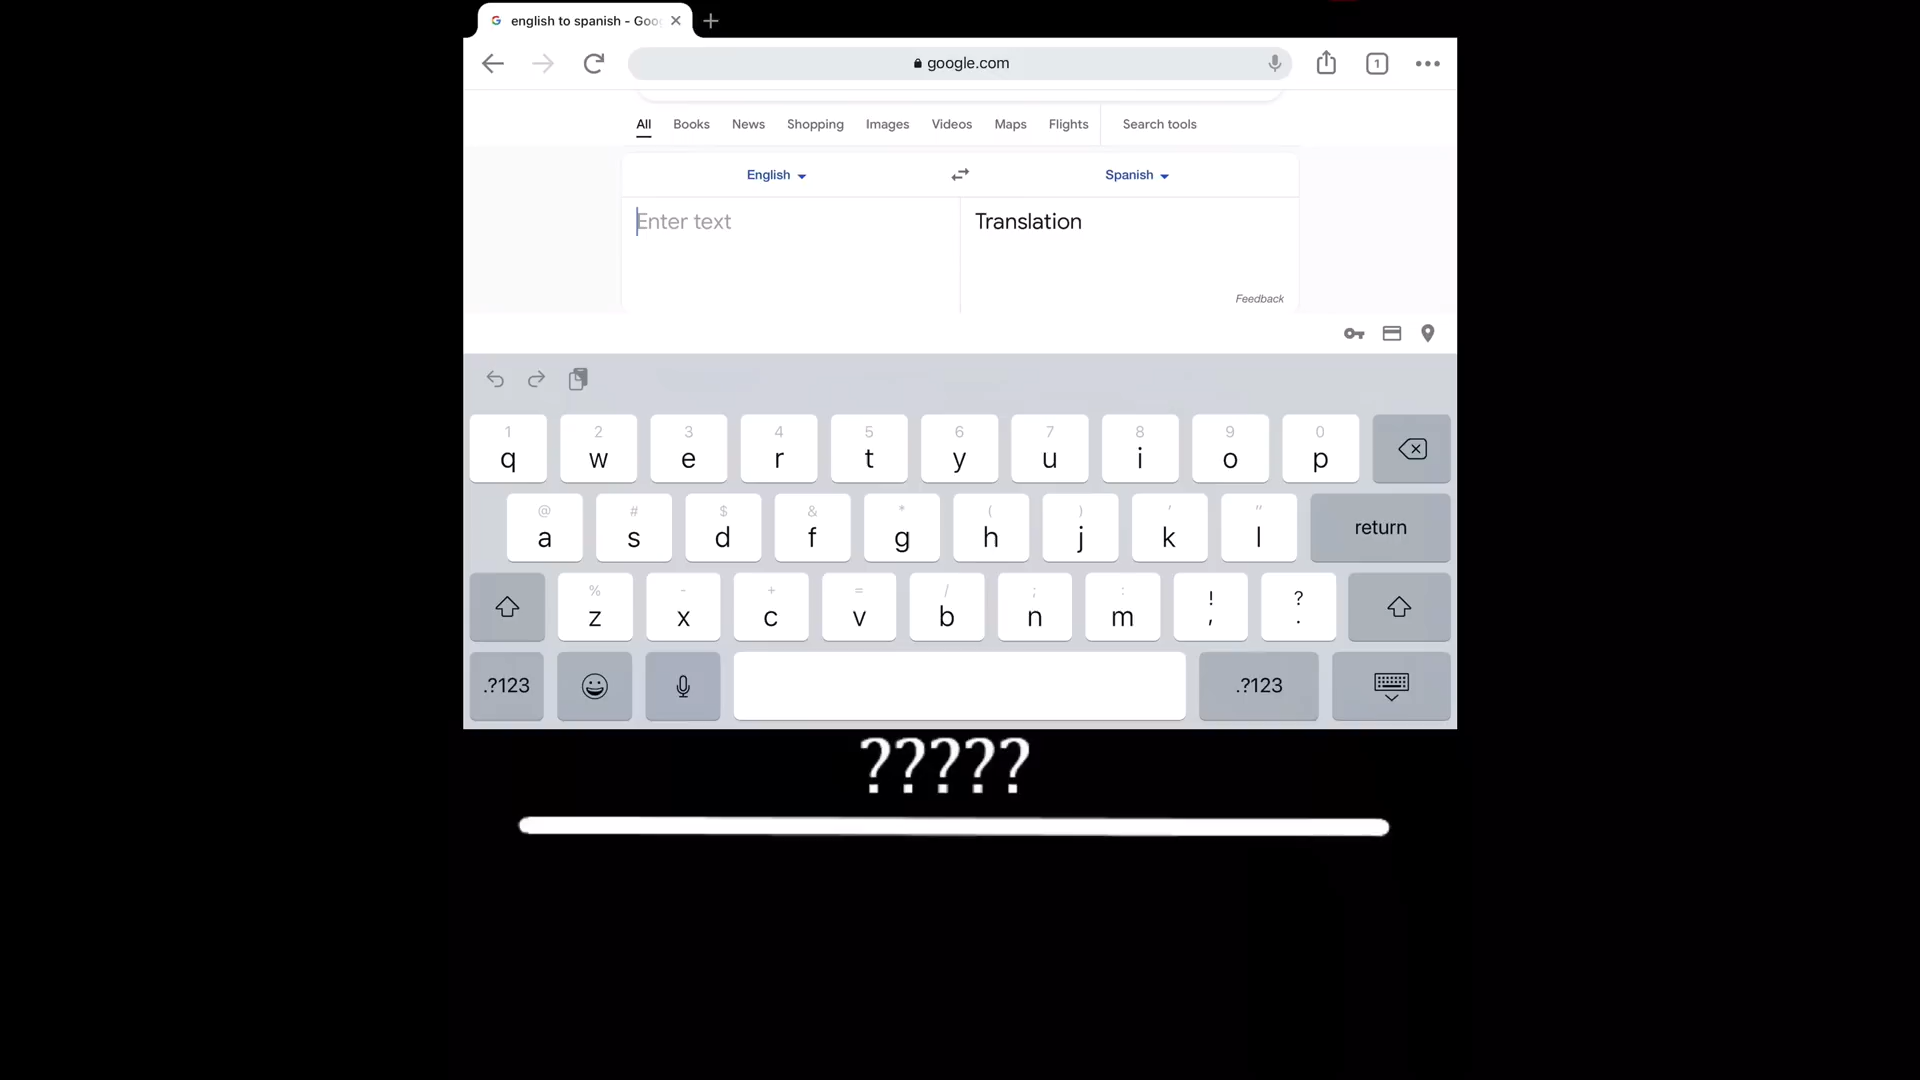 english to spanish - Goo
google.com
1
All Books News Shopping Images Videos Maps Flights Search tools
English Spanish
Enter text Translation
Feedback
1 2 3 4 5 6 7 8 9 0
q w e r t y u i o p
@ # $ & * ( ) ' "
a s d f g h j k l return
% - + = / ; : ! ?
z x c v b n m , .
.?123 .?123
?????